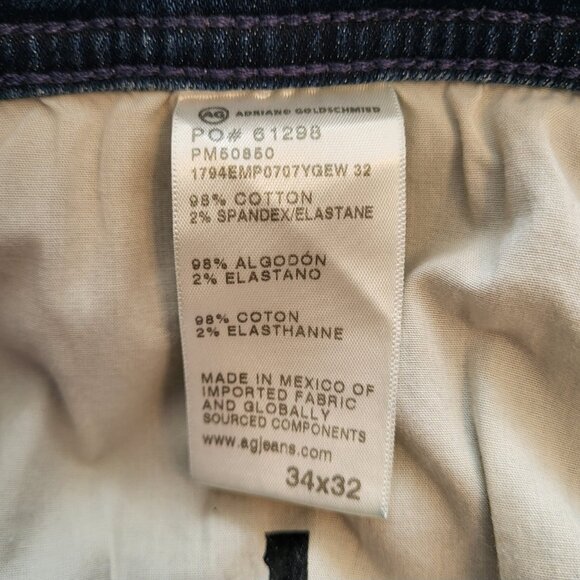 AG ADRIANO GOLDSCHMIED
PO# 61298
PM50850
1794EMP0707YGEW 32
98% COTTON
2% SPANDEX/ELASTANE
98% ALGODÓN
2% ELASTANO
98% COTON
2% ELASTHANNE
MADE IN MEXICO OF
IMPORTED FABRIC
AND GLOBALLY
SOURCED COMPONENTS
www.agjeans.com
34x32